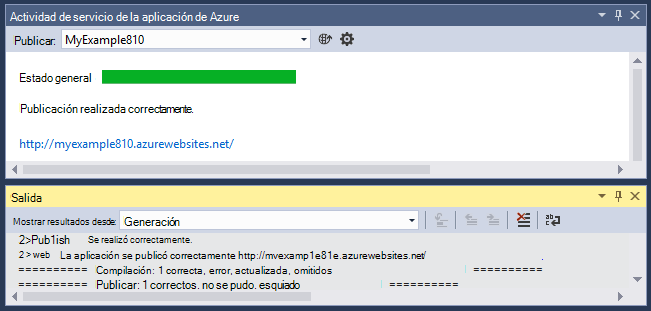 Actividad de servicio de la aplicación de Azure
Publicar: MyExample810
Estado general
Publicación realizada correctamente.
http://myexample810.azurewebsites.net/
Salida
Mostrar resultados desde: Generación
2>Pub1ish Se realizó correctamente.
2 > web La aplicación se publicó correctamente http://mvexamp1e81e.azurewebsites.net/ .
========== Compilación: 1 correcta, error, actualizada, omitidos ==========
========== Publicar: 1 correctos. no se pudo. esquiado ==========